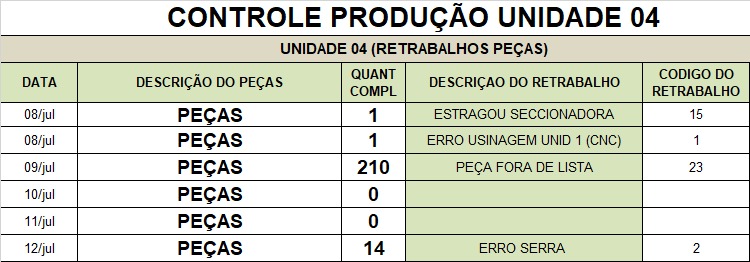 CONTROLE PRODUÇÃO UNIDADE 04
UNIDADE 04 (RETRABALHOS PEÇAS)
DATA DESCRIÇÃO DO PEÇAS QUANT COMPL DESCRIÇAO DO RETRABALHO CODIGO DO RETRABALHO
08/jul PEÇAS 1 ESTRAGOU SECCIONADORA 15
08/jul PEÇAS 1 ERRO USINAGEM UNID 1 (CNC) 1
09/jul PEÇAS 210 PEÇA FORA DE LISTA 23
10/jul PEÇAS 0
11/jul PEÇAS 0
12/jul PEÇAS 14 ERRO SERRA 2